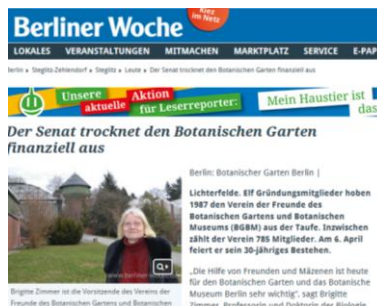 Kiez
im Netz
Berliner Woche
LOKALES VERANSTALTUNGEN MITMACHEN MARKTPLATZ SERVICE E-PAP
Berlin Steglitz-Zehlendorf Steglitz Leute Der Senat trocknet den Botanischen Garten finanziell aus
Unsere
aktuelle Aktion
für Leserreporter:
Mein Haustier ist
das
Der Senat trocknet den Botanischen Garten
finanziell aus
Berlin: Botanischer Garten Berlin |
Lichterfelde. Elf Gründungsmitglieder hoben
1987 den Verein der Freunde des
Botanischen Gartens und Botanischen
Museums (BGBM) aus der Taufe. Inzwischen
zählt der Verein 785 Mitglieder. Am 6. April
feiert er sein 30-jähriges Bestehen.
„Die Hilfe von Freunden und Mäzenen ist heute
für den Botanischen Garten und das Botanische
Museum Berlin sehr wichtig“, sagt Brigitte
Zimmer, Professorin und Doktorin der Biologie
Brigitte Zimmer ist die Vorsitzende des Vereins der
Freunde des Botanischen Gartens und Botanischen